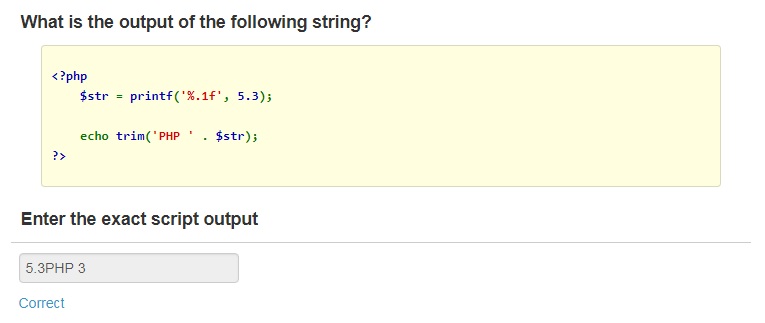 What is the output of the following string?
<?php
$str = printf('%.1f', 5.3);
echo trim('PHP ' . $str);
?>
Enter the exact script output
5.3PHP 3
Correct